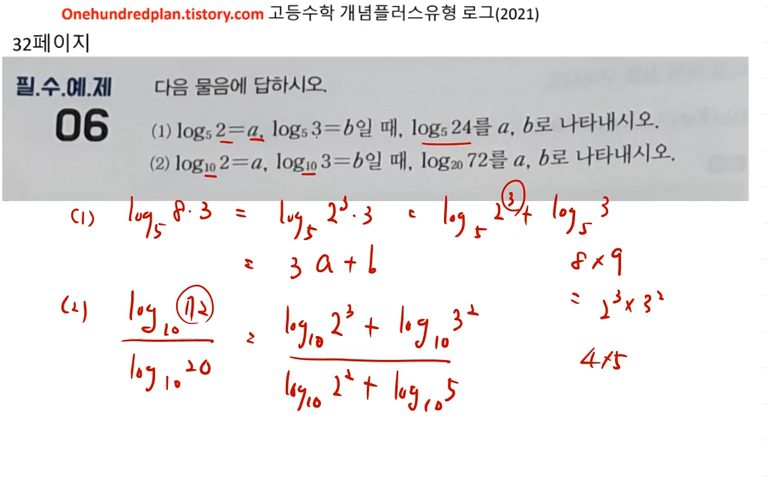 Onehundredplan.tistory.com 고등수학 개념플러스유형 로그(2021)
32페이지
필.수.예.제 06
다음 물음에 답하시오.
(1) log₅ 2=a, log₅ 3=b일 때, log₅ 24를 a, b로 나타내시오.
(2) log₁₀ 2=a, log₁₀ 3=b일 때, log₂₀ 72를 a, b로 나타내시오.
(1) log₅ 8·3 = log₅ 2³·3 = log₅ 2³ + log₅ 3
= 3a+b
8×9
= 2³×3²
(2) log₁₀ 72 / log₁₀ 20 = (log₁₀ 2³ + log₁₀ 3²) / (log₁₀ 2² + log₁₀ 5)
4×5